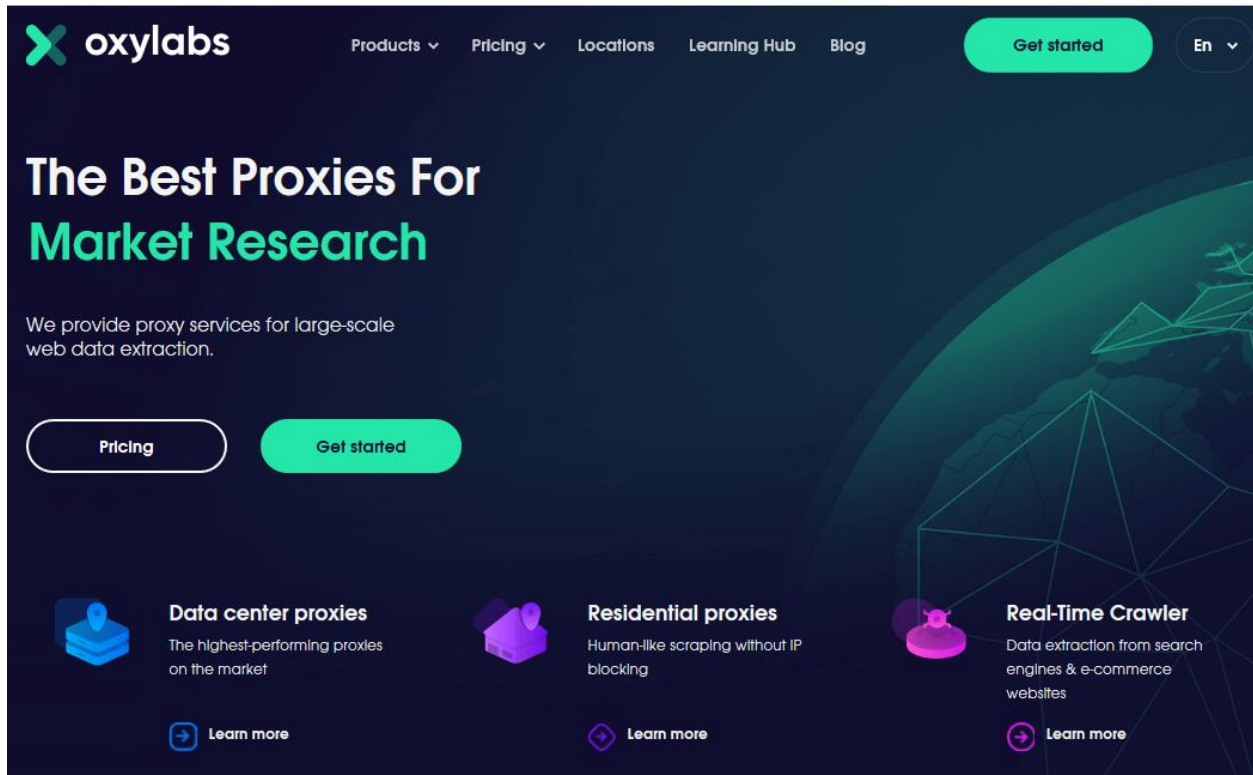 oxylabs
Products
Pricing
Locations
Learning Hub
Blog
Get started
En
The Best Proxies For
Market Research
We provide proxy services for large-scale
web data extraction.
Pricing
Get started
Data center proxies
The highest-performing proxies
on the market
Learn more
Residential proxies
Human-like scraping without IP
blocking
Learn more
Real-Time Crawler
Data extraction from search
engines & e-commerce
websites
Learn more